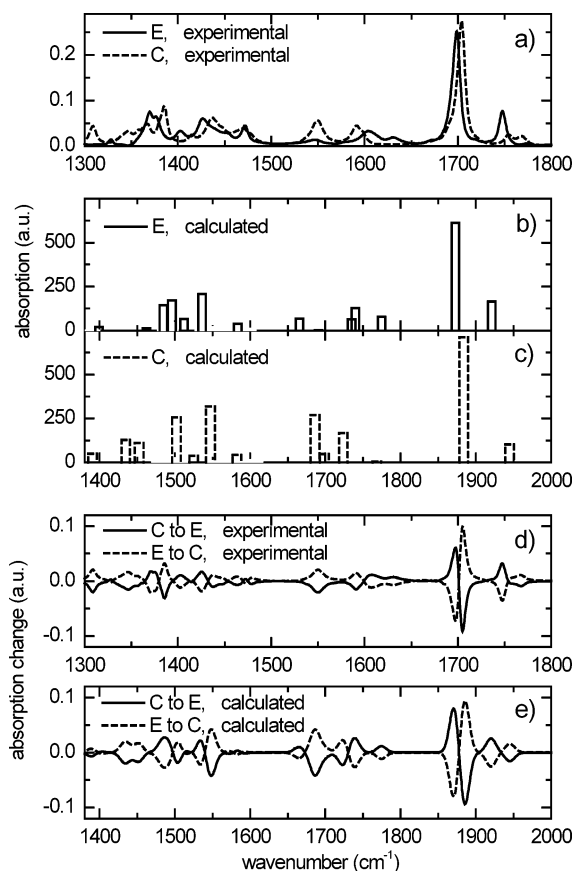 E, experimental
C, experimental
a)
0.2
0.1
0.0
1300 1400 1500 1600 1700 1800
absorption (a.u.)
E, calculated
b)
500
250
0
C, calculated
c)
500
250
0
1400 1500 1600 1700 1800 1900 2000
absorption change (a.u.)
C to E, experimental
E to C, experimental
d)
0.1
0.0
-0.1
1300 1400 1500 1600 1700 1800
C to E, calculated
E to C, calculated
e)
0.1
0.0
-0.1
1400 1500 1600 1700 1800 1900 2000
wavenumber (cm⁻¹)